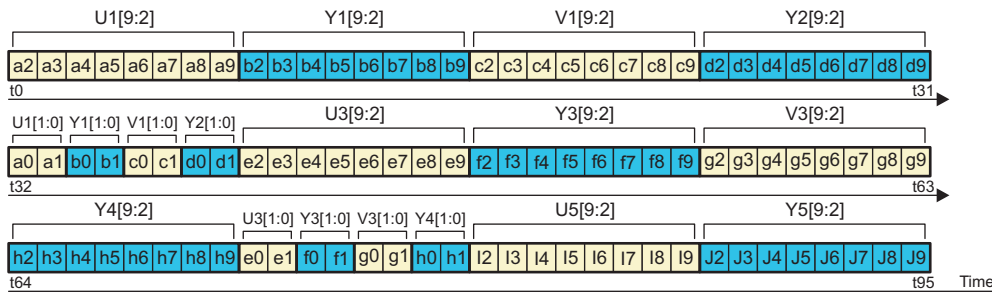 U1[9:2] Y1[9:2] V1[9:2] Y2[9:2]
a2 a3 a4 a5 a6 a7 a8 a9 b2 b3 b4 b5 b6 b7 b8 b9 c2 c3 c4 c5 c6 c7 c8 c9 d2 d3 d4 d5 d6 d7 d8 d9
t0 t31
U1[1:0] Y1[1:0] V1[1:0] Y2[1:0] U3[9:2] Y3[9:2] V3[9:2]
a0 a1 b0 b1 c0 c1 d0 d1 e2 e3 e4 e5 e6 e7 e8 e9 f2 f3 f4 f5 f6 f7 f8 f9 g2 g3 g4 g5 g6 g7 g8 g9
t32 t63
Y4[9:2] U3[1:0] Y3[1:0] V3[1:0] Y4[1:0] U5[9:2] Y5[9:2]
h2 h3 h4 h5 h6 h7 h8 h9 e0 e1 f0 f1 g0 g1 h0 h1 I2 I3 I4 I5 I6 I7 I8 I9 J2 J3 J4 J5 J6 J7 J8 J9
t64 t95 Time